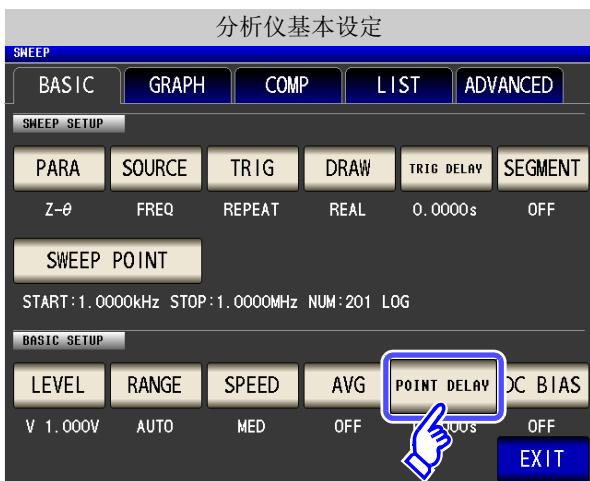 分析仪基本设定
SWEEP
BASIC GRAPH COMP LIST ADVANCED
SWEEP SETUP
PARA SOURCE TRIG DRAW TRIG DELAY SEGMENT
Z-θ FREQ REPEAT REAL 0.0000s OFF
SWEEP POINT
START:1.0000kHz STOP:1.0000MHz NUM:201 LOG
BASIC SETUP
LEVEL RANGE SPEED AVG POINT DELAY DC BIAS
V 1.000V AUTO MED OFF OFF
EXIT